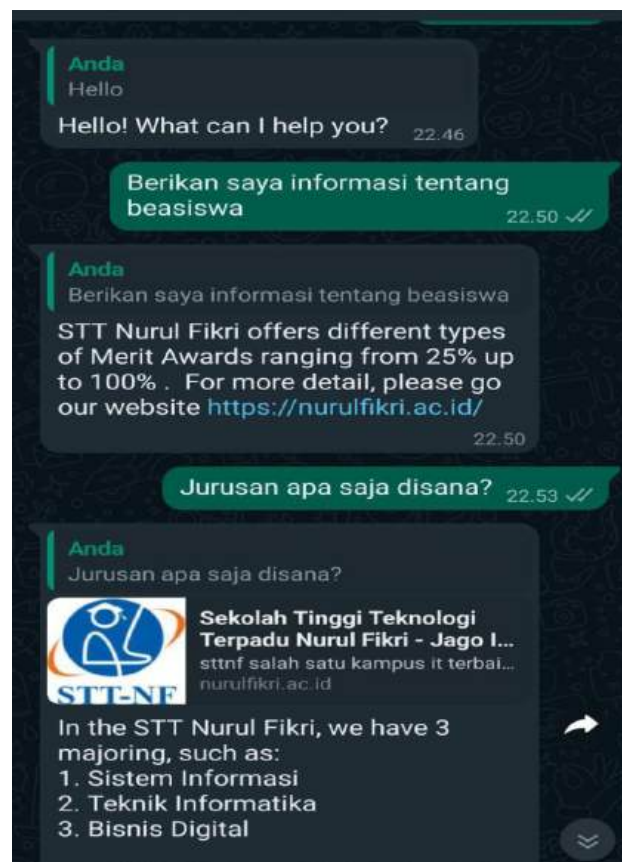 Anda
Hello
Hello! What can I help you?
22.46
Berikan saya informasi tentang
beasiswa
22.50
Anda
Berikan saya informasi tentang beasiswa
STT Nurul Fikri offers different types
of Merit Awards ranging from 25% up
to 100% . For more detail, please go
our website https://nurulfikri.ac.id/
22.50
Jurusan apa saja disana? 22.53
Anda
Jurusan apa saja disana?
Sekolah Tinggi Teknologi
Terpadu Nurul Fikri - Jago I...
sttnf salah satu kampus it terbai...
nurulfikri.ac.id
STT-NF
In the STT Nurul Fikri, we have 3
majoring, such as:
1. Sistem Informasi
2. Teknik Informatika
3. Bisnis Digital